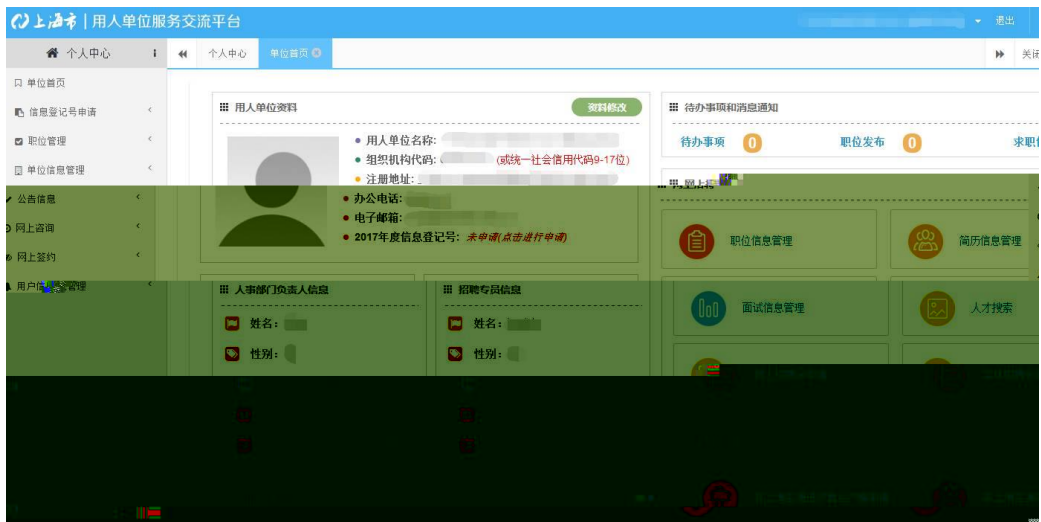 上海市 | 用人单位服务交流平台
退出
个人中心
个人中心 单位首页
单位首页
信息登记号申请
职位管理
单位信息管理
公告信息
网上咨询
网上签约
管理
用人单位资料 资料修改
用人单位名称:
组织机构代码: (或统一社会信用代码9-17位)
注册地址:
办公电话:
电子邮箱:
2017年度信息登记号: 未申请(点击进行申请)
人事部门负责人信息
姓名:
性别:
招聘专员信息
姓名:
性别:
待办事项和消息通知
待办事项 0 职位发布 0
职位信息管理 简历信息管理
面试信息管理 人才搜索